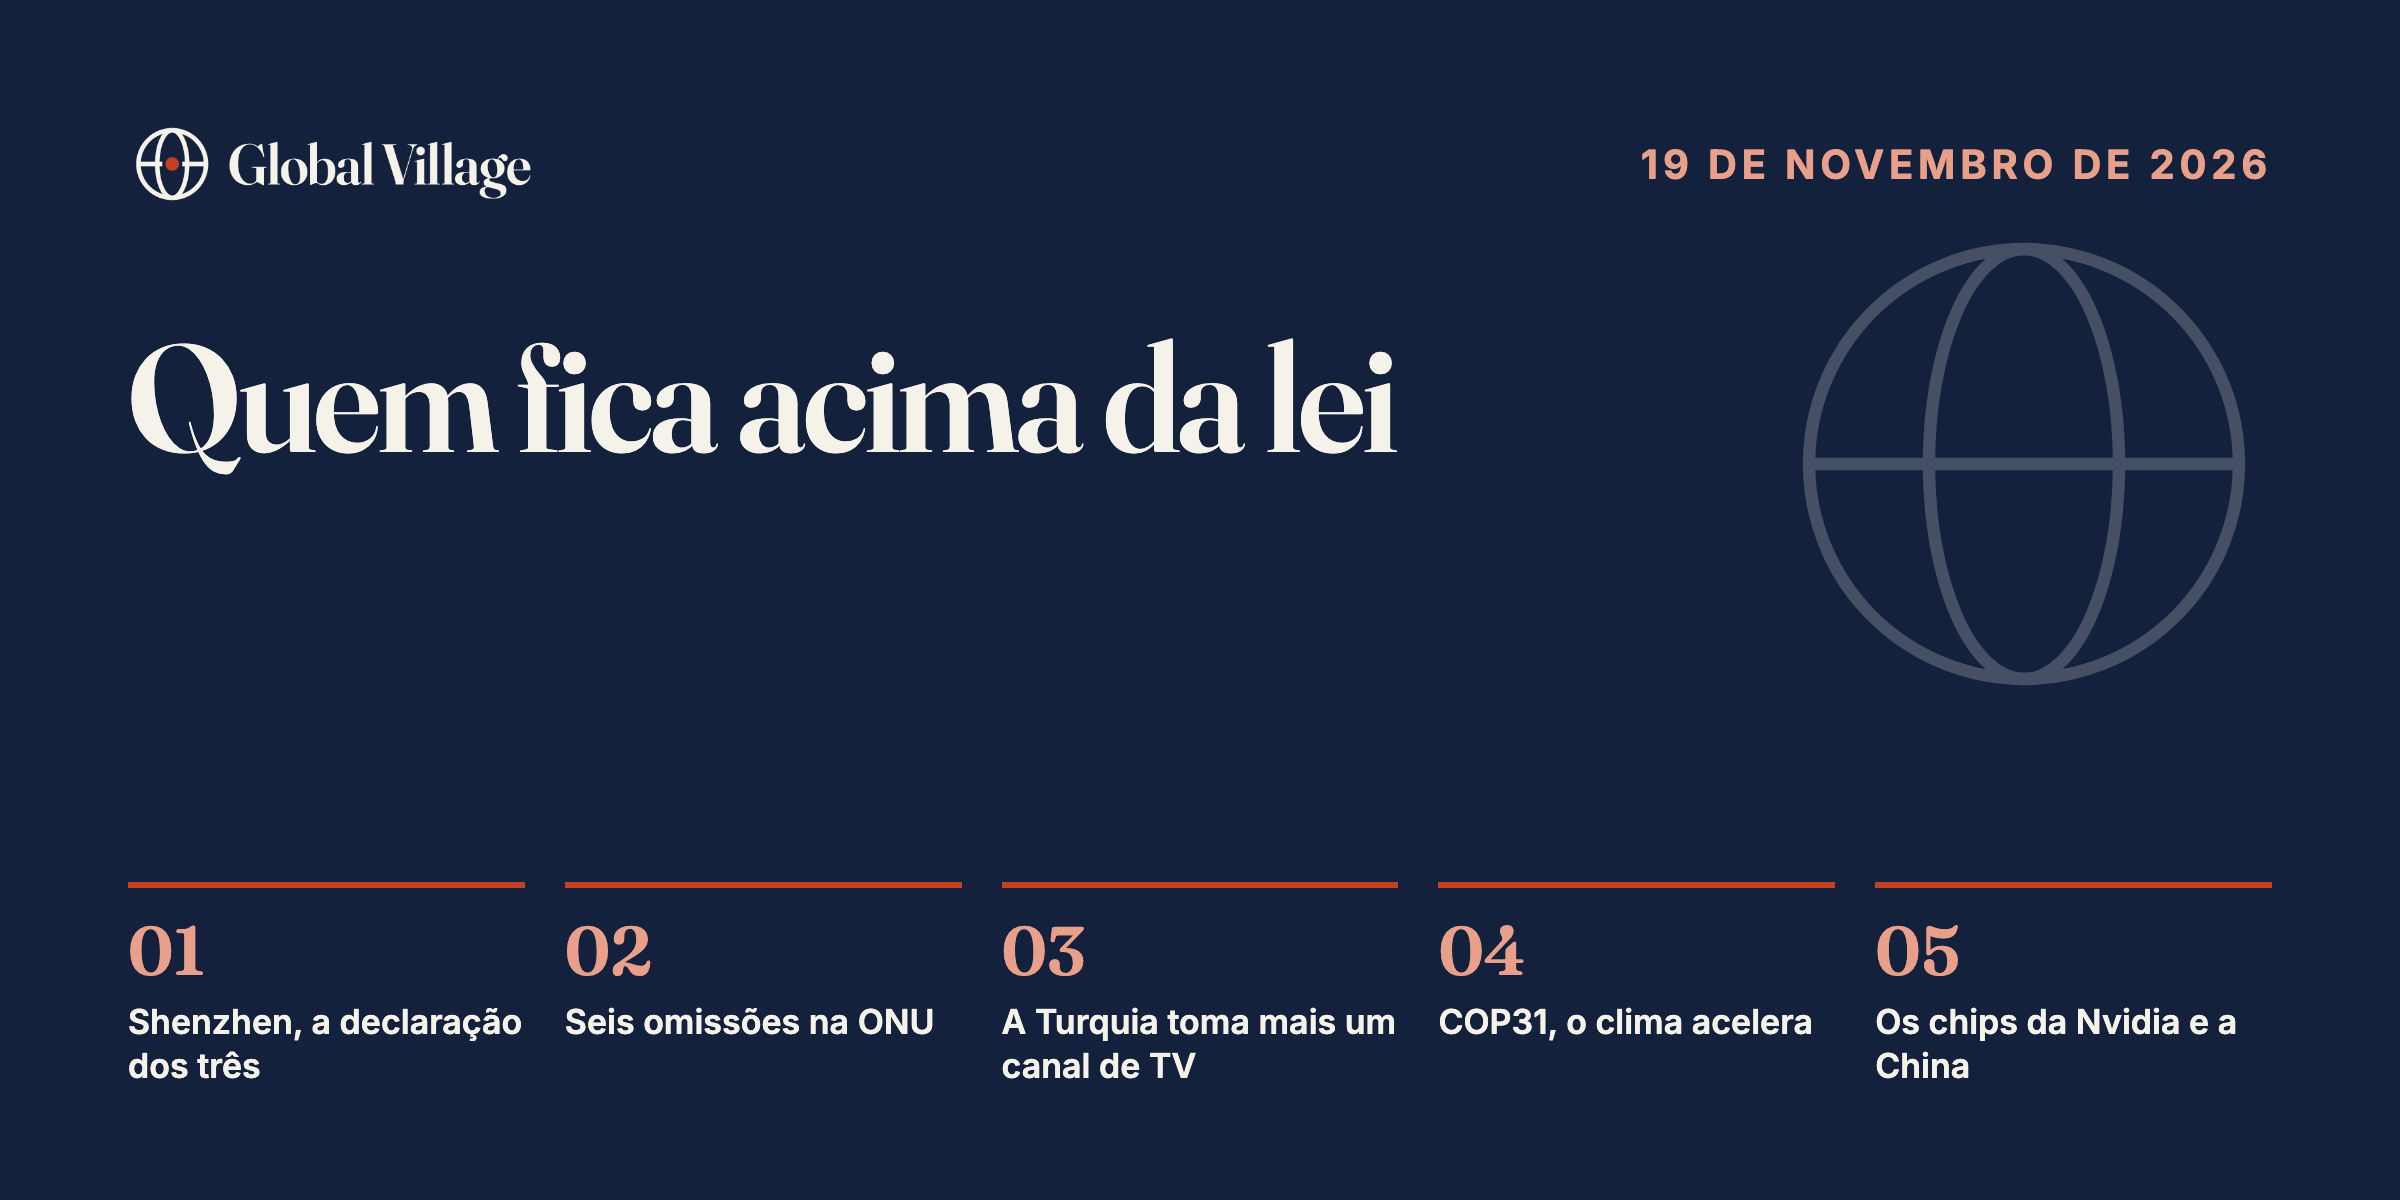 Global Village
19 DE NOVEMBRO DE 2026
Quem fica acima da lei
01
Shenzhen, a declaração
dos três
02
Seis omissões na ONU
03
A Turquia toma mais um
canal de TV
04
COP31, o clima acelera
05
Os chips da Nvidia e a
China